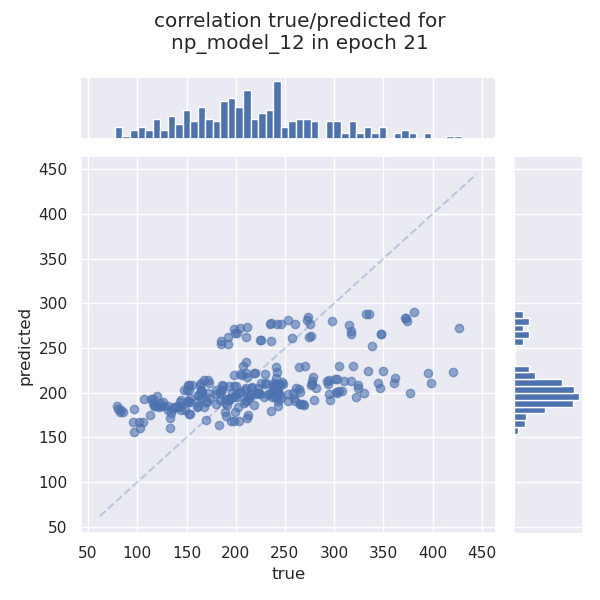 correlation true/predicted for
np_model_12 in epoch 21
450
400
350
300
250
200
150
100
50
predicted
50 100 150 200 250 300 350 400 450
true